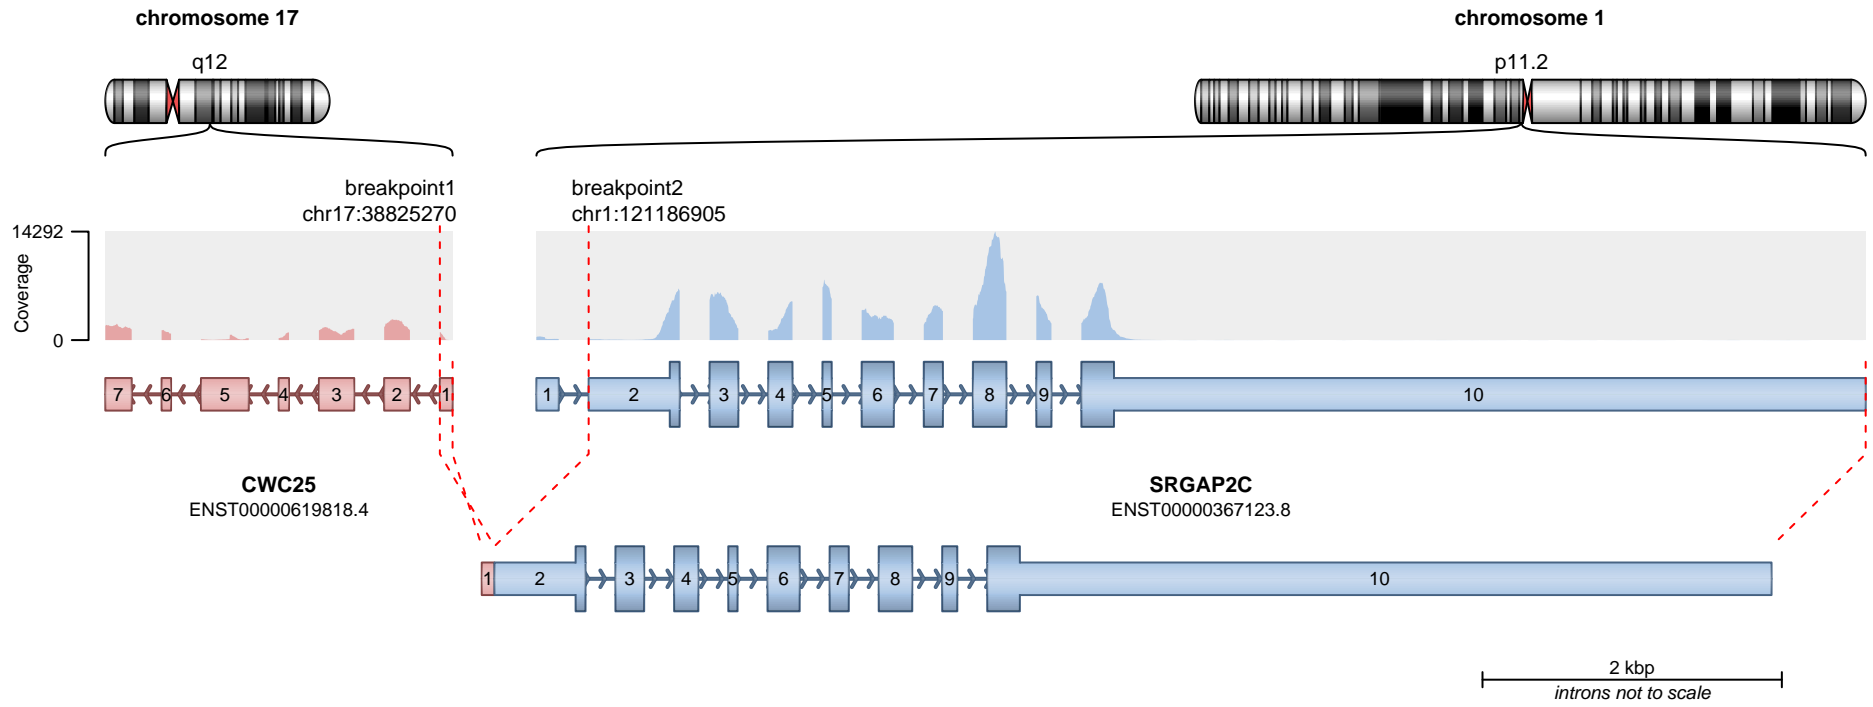 chromosome 17
chromosome 1
q12
p11.2
breakpoint1
chr17:38825270
breakpoint2
chr1:121186905
14292
Coverage
0
7 6 5 4 3 2 1
1 2 3 4 5 6 7 8 9 10
CWC25
ENST00000619818.4
SRGAP2C
ENST00000367123.8
1 2 3 4 5 6 7 8 9 10
2 kbp
introns not to scale